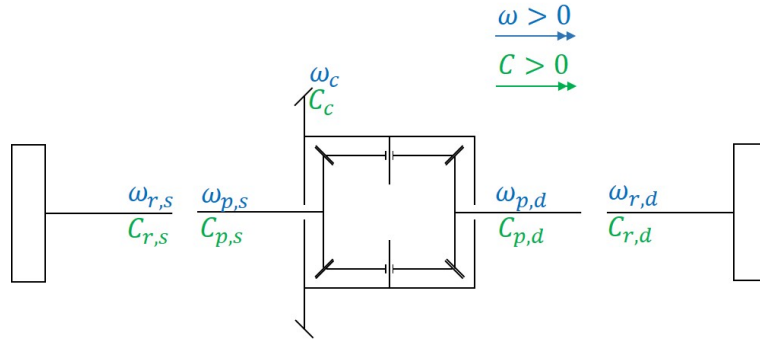 ω > 0
C > 0
ω_c
C_c
ω_{r,s}
C_{r,s}
ω_{p,s}
C_{p,s}
ω_{p,d}
C_{p,d}
ω_{r,d}
C_{r,d}